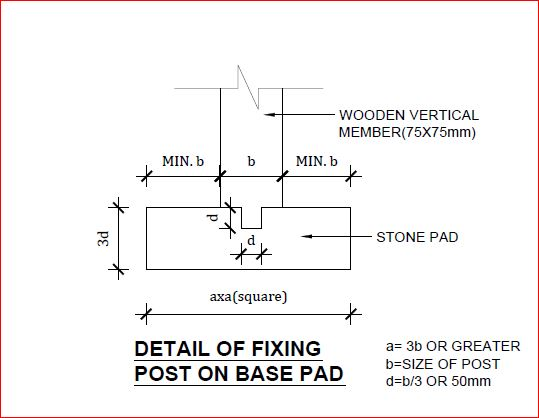 WOODEN VERTICAL
MEMBER(75X75mm)
MIN. b
b
MIN. b
d
3d
d
STONE PAD
axa(square)
DETAIL OF FIXING
POST ON BASE PAD
a= 3b OR GREATER
b=SIZE OF POST
d=b/3 OR 50mm